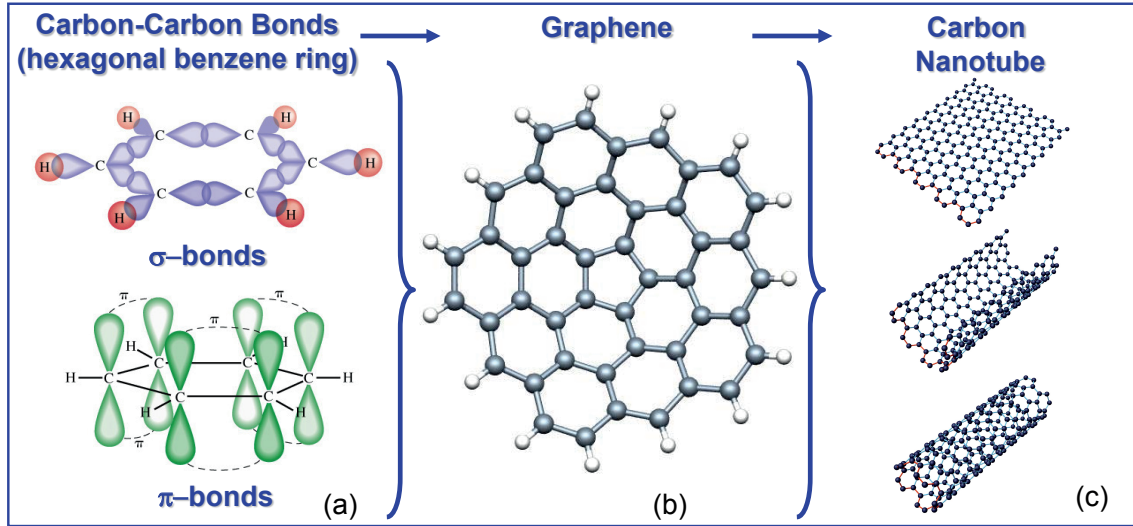 Carbon-Carbon Bonds
(hexagonal benzene ring)
Graphene
Carbon
Nanotube
H
H
C
C
H
C
C
H
C
C
H
H
σ–bonds
π
π
π
H
H
C
C
H
C
C
H
C
C
H
H
π
π
π–bonds
(a)
(b)
(c)